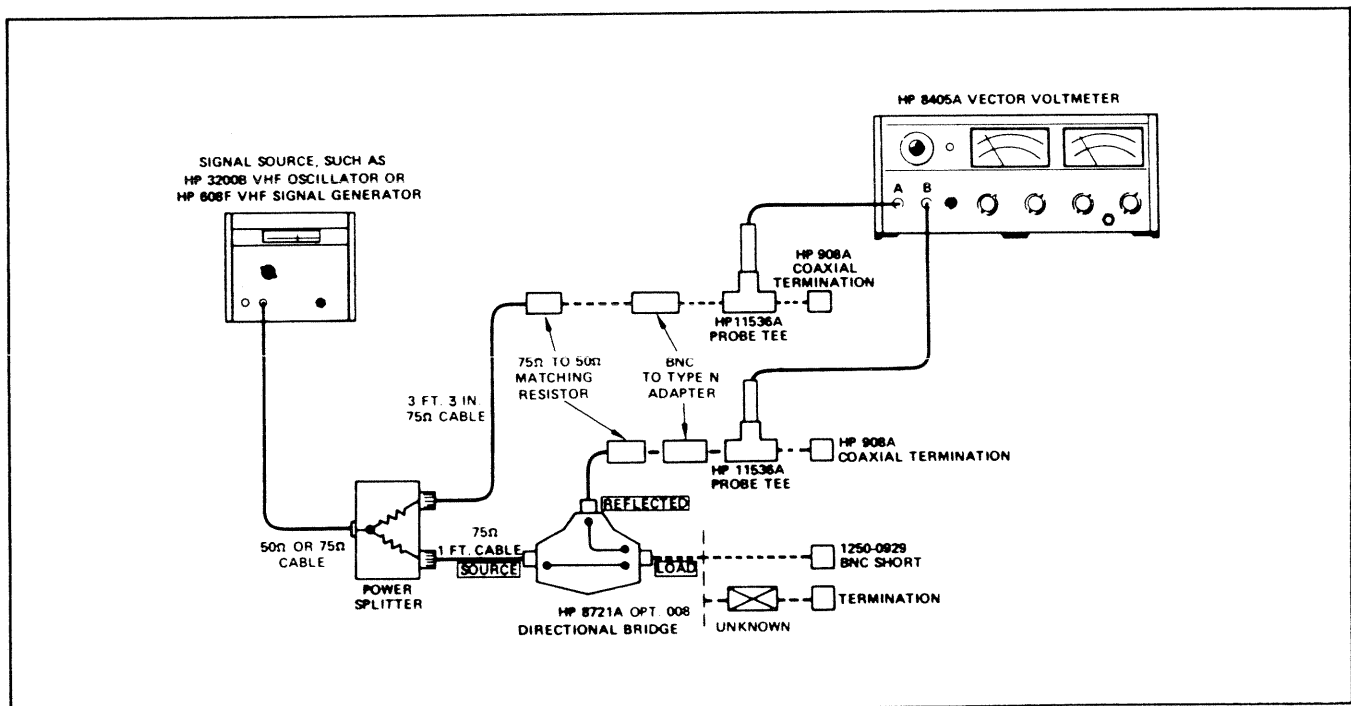 HP 8405A VECTOR VOLTMETER
SIGNAL SOURCE, SUCH AS
HP 3200B VHF OSCILLATOR OR
HP 608F VHF SIGNAL GENERATOR
A B
HP 908A
COAXIAL
TERMINATION
HP11536A
PROBE TEE
75Ω TO 50Ω
MATCHING
RESISTOR
BNC
TO TYPE N
ADAPTER
3 FT. 3 IN.
75Ω CABLE
HP 908A
COAXIAL TERMINATION
HP 11536A
PROBE TEE
REFLECTED
50Ω OR 75Ω
CABLE
75Ω
1 FT. CABLE
SOURCE
LOAD
1250-0929
BNC SHORT
POWER
SPLITTER
TERMINATION
HP 8721A OPT. 008
DIRECTIONAL BRIDGE
UNKNOWN